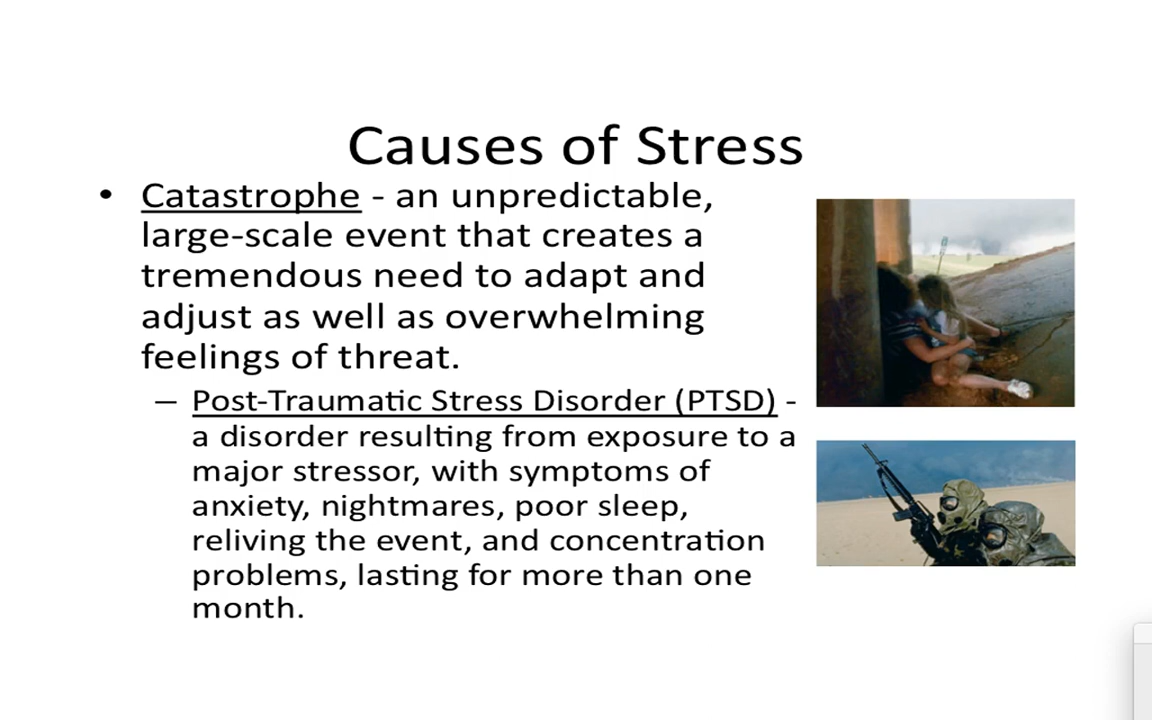 Causes of Stress
• Catastrophe - an unpredictable,
large-scale event that creates a
tremendous need to adapt and
adjust as well as overwhelming
feelings of threat.
– Post-Traumatic Stress Disorder (PTSD) -
a disorder resulting from exposure to a
major stressor, with symptoms of
anxiety, nightmares, poor sleep,
reliving the event, and concentration
problems, lasting for more than one
month.